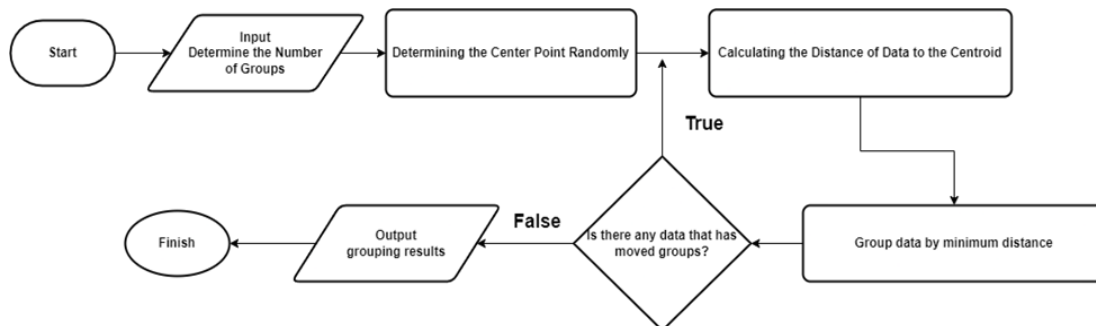 Start
Input
Determine the Number
of Groups
Determining the Center Point Randomly
Calculating the Distance of Data to the Centroid
True
Group data by minimum distance
Is there any data that has
moved groups?
False
Output
grouping results
Finish